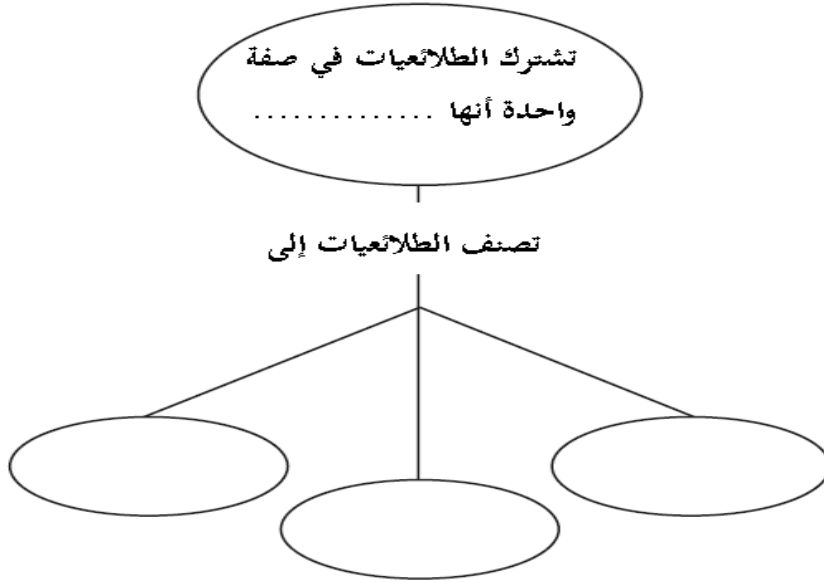 تشترك الطلائعيات في صفة
واحدة أنها ..............
تصنف الطلائعيات إلى